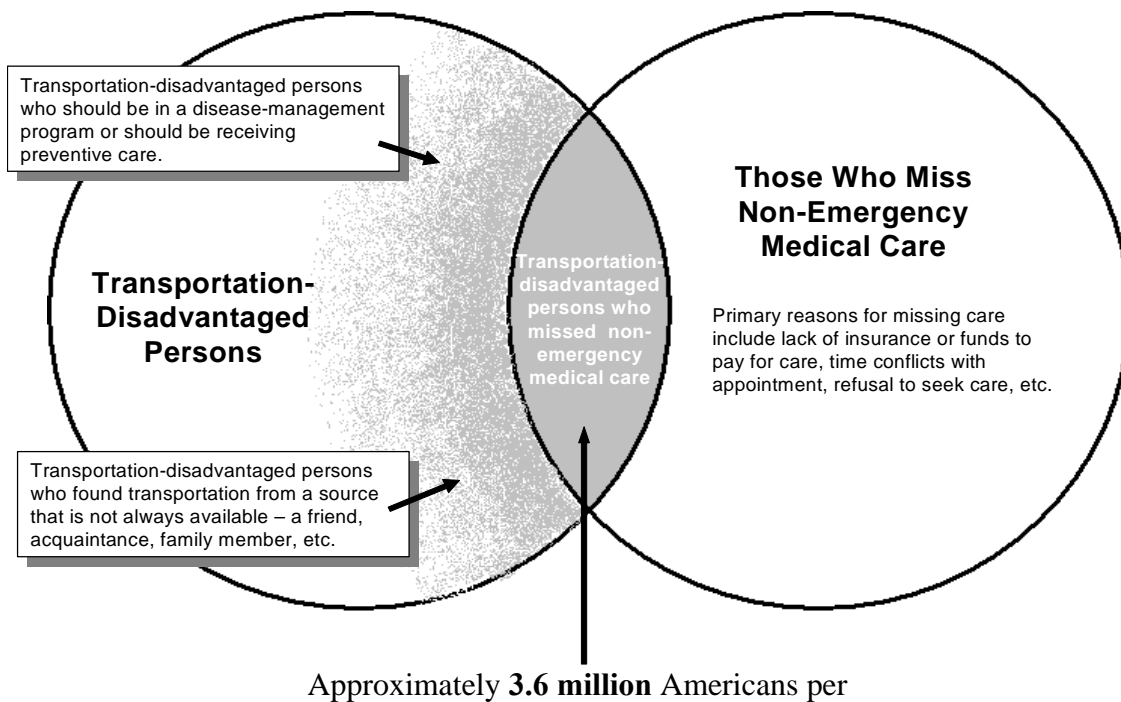 Transportation-disadvantaged persons
who should be in a disease-management
program or should be receiving
preventive care.
Transportation-
Disadvantaged
Persons
Transportation-disadvantaged persons
who found transportation from a source
that is not always available – a friend,
acquaintance, family member, etc.
Transportation-
disadvantaged
persons who
missed non-
emergency
medical care
Those Who Miss
Non-Emergency
Medical Care
Primary reasons for missing care
include lack of insurance or funds to
pay for care, time conflicts with
appointment, refusal to seek care, etc.
Approximately 3.6 million Americans per